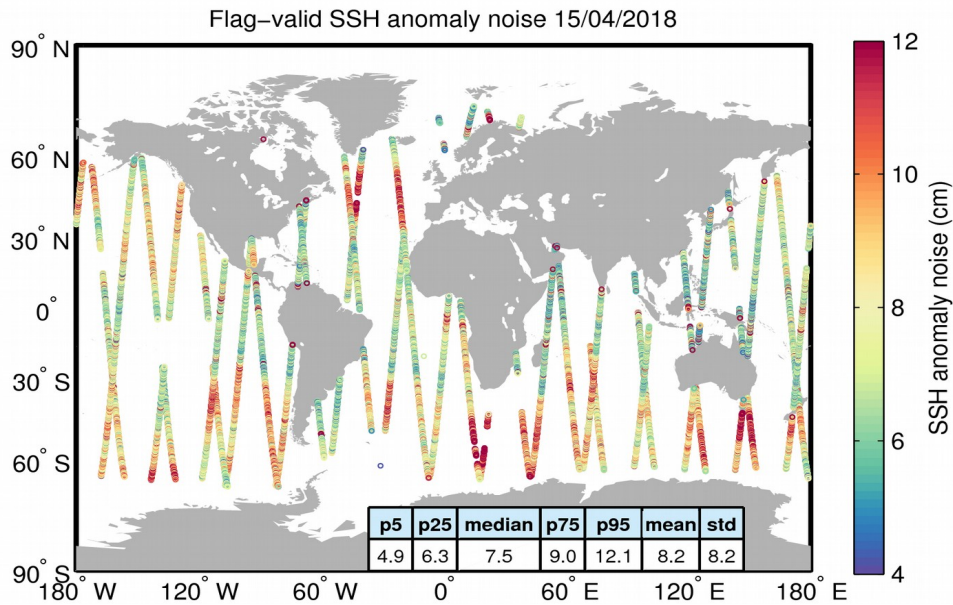 Flag-valid SSH anomaly noise 15/04/2018
90° N
60° N
30° N
0°
30° S
60° S
90° S
180° W
120° W
60° W
0°
60° E
120° E
180° E
p5 p25 median p75 p95 mean std
4.9 6.3 7.5 9.0 12.1 8.2 8.2
12
10
8
6
4
SSH anomaly noise (cm)